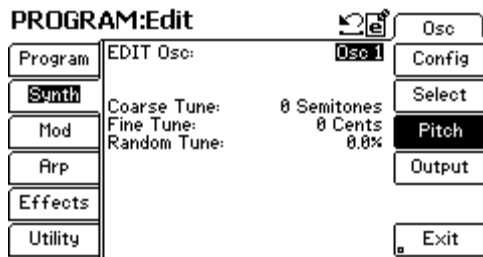 PROGRAM:Edit
Osc
Program
EDIT Osc: Osc 1
Config
Synth
Select
Coarse Tune: 0 Semitones
Mod
Fine Tune: 0 Cents
Pitch
Random Tune: 0.0%
Arp
Output
Effects
Utility
Exit